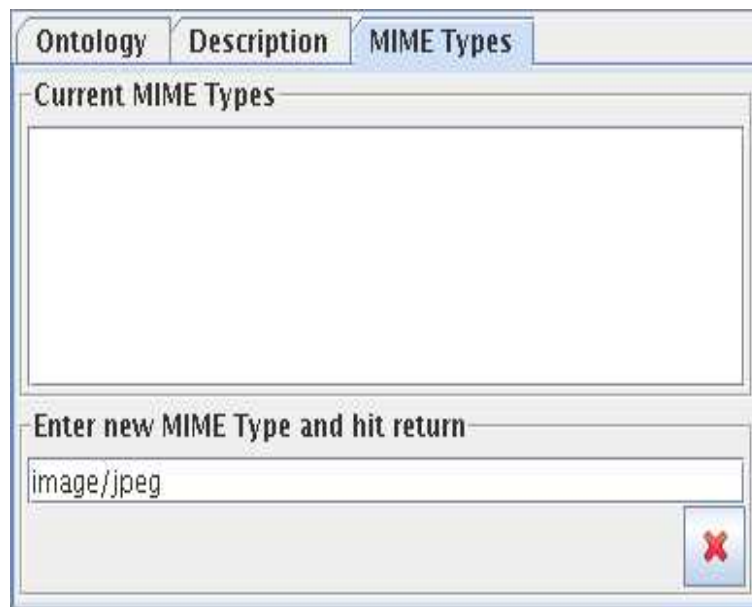 Ontology Description MIME Types
Current MIME Types
Enter new MIME Type and hit return
image/jpeg